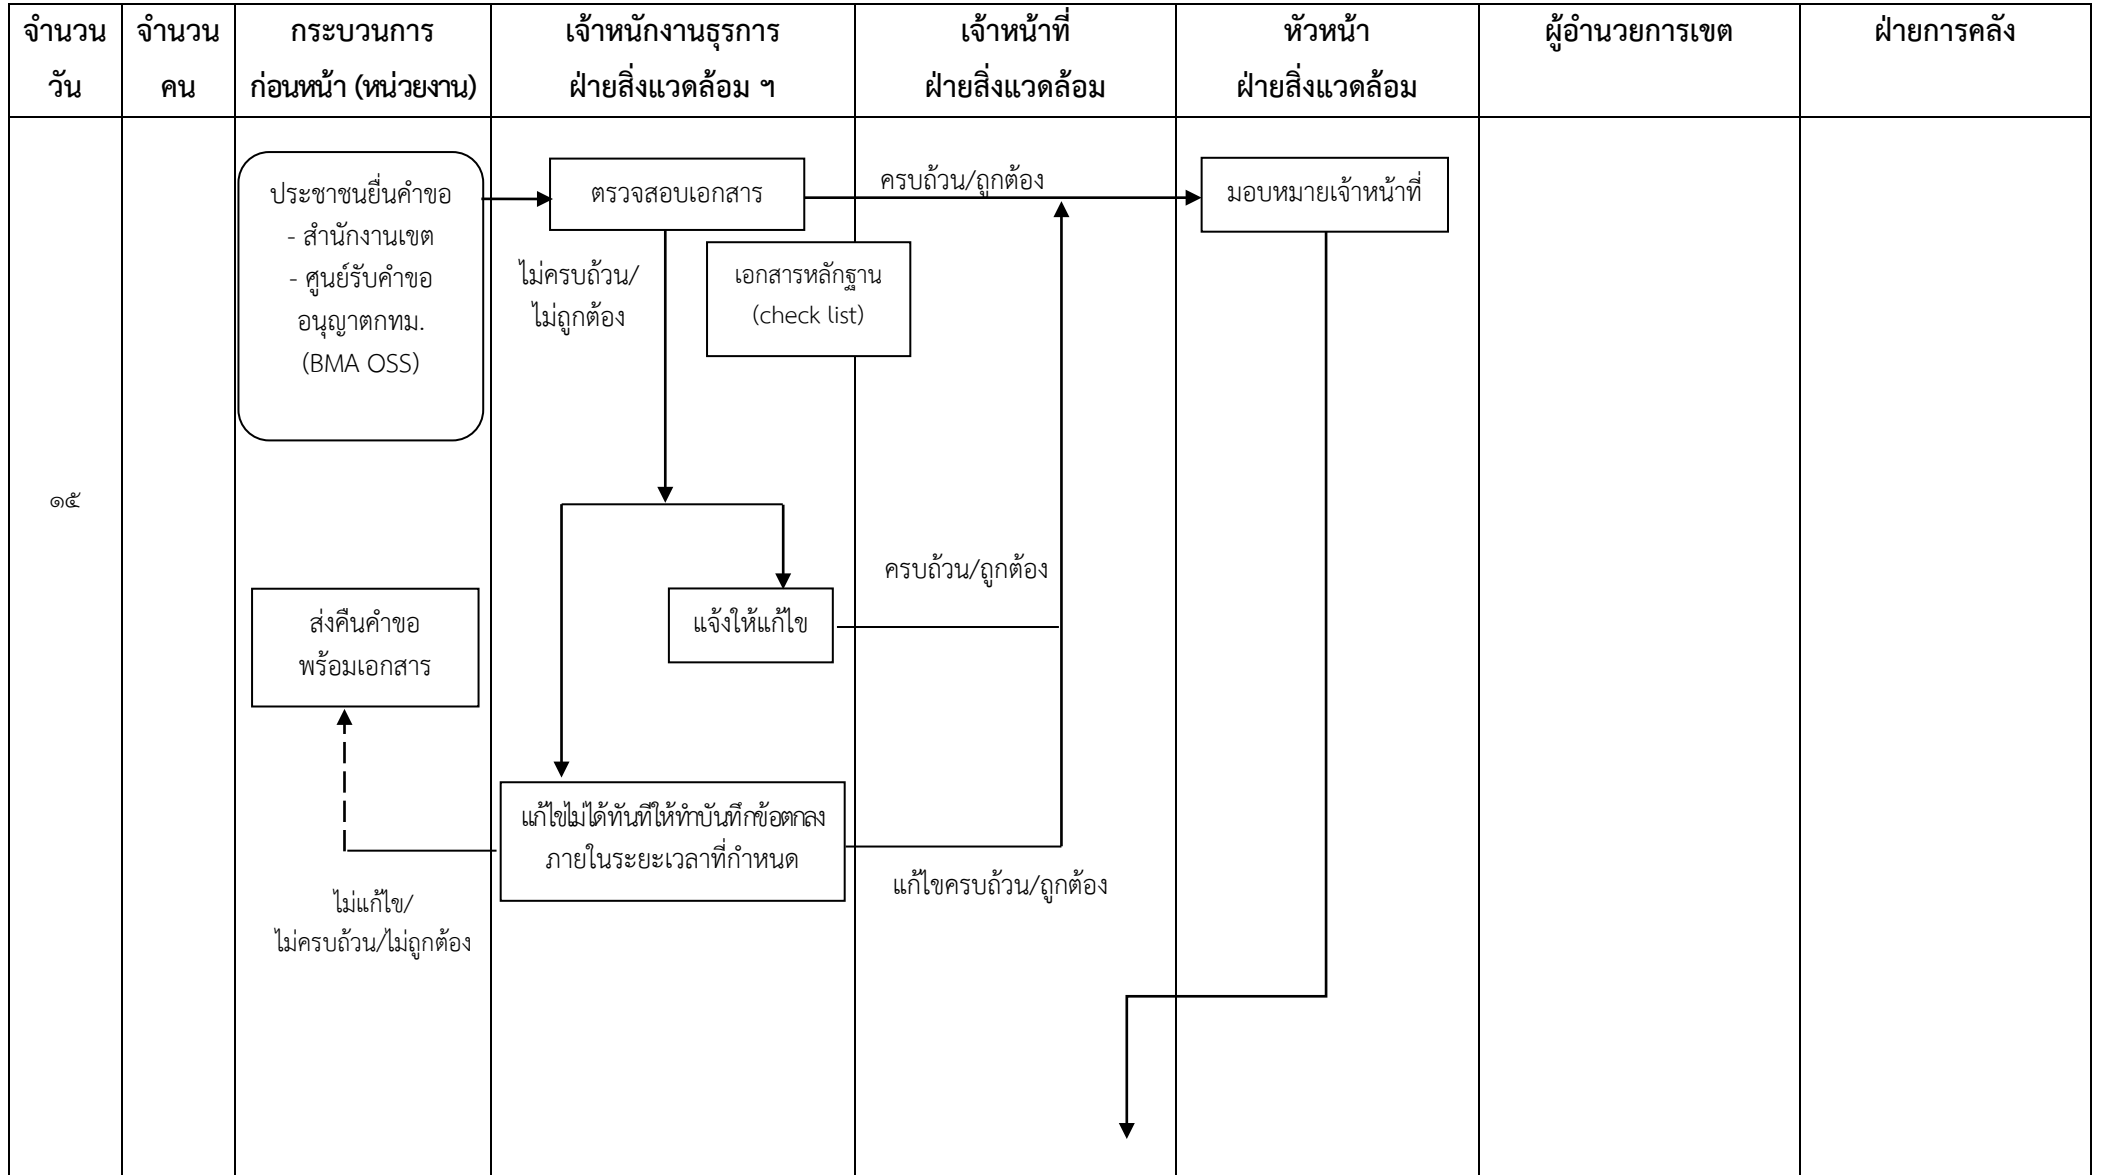 จำนวน
วัน
จำนวน
คน
กระบวนการ
ก่อนหน้า (หน่วยงาน)
เจ้าหนักงานธุรการ
ฝ่ายสิ่งแวดล้อม ฯ
เจ้าหน้าที่
ฝ่ายสิ่งแวดล้อม
หัวหน้า
ฝ่ายสิ่งแวดล้อม
ผู้อำนวยการเขต
ฝ่ายการคลัง
ประชาชนยื่นคำขอ
- สำนักงานเขต
- ศูนย์รับคำขอ
อนุญาตกทม.
(BMA OSS)
ตรวจสอบเอกสาร
ครบถ้วน/ถูกต้อง
มอบหมายเจ้าหน้าที่
ไม่ครบถ้วน/
ไม่ถูกต้อง
เอกสารหลักฐาน
(check list)
๑๕
ครบถ้วน/ถูกต้อง
แจ้งให้แก้ไข
ส่งคืนคำขอ
พร้อมเอกสาร
แก้ไขไม่ได้ทันทีให้ทำบันทึกข้อตกลง
ภายในระยะเวลาที่กำหนด
แก้ไขครบถ้วน/ถูกต้อง
ไม่แก้ไข/
ไม่ครบถ้วน/ไม่ถูกต้อง